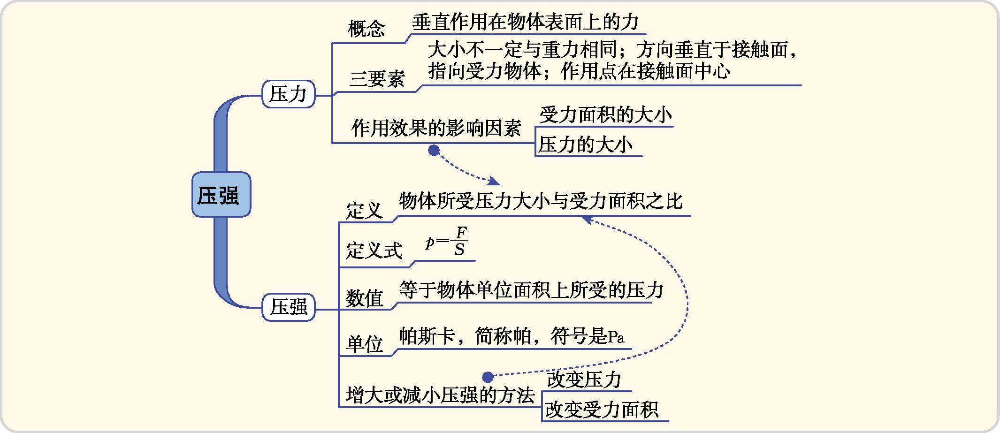 压强
压力
概念
垂直作用在物体表面上的力
三要素
大小不一定与重力相同；方向垂直于接触面，
指向受力物体；作用点在接触面中心
作用效果的影响因素
受力面积的大小
压力的大小
压强
定义
物体所受压力大小与受力面积之比
定义式
p=F/S
数值
等于物体单位面积上所受的压力
单位
帕斯卡，简称帕，符号是Pa
增大或减小压强的方法
改变压力
改变受力面积